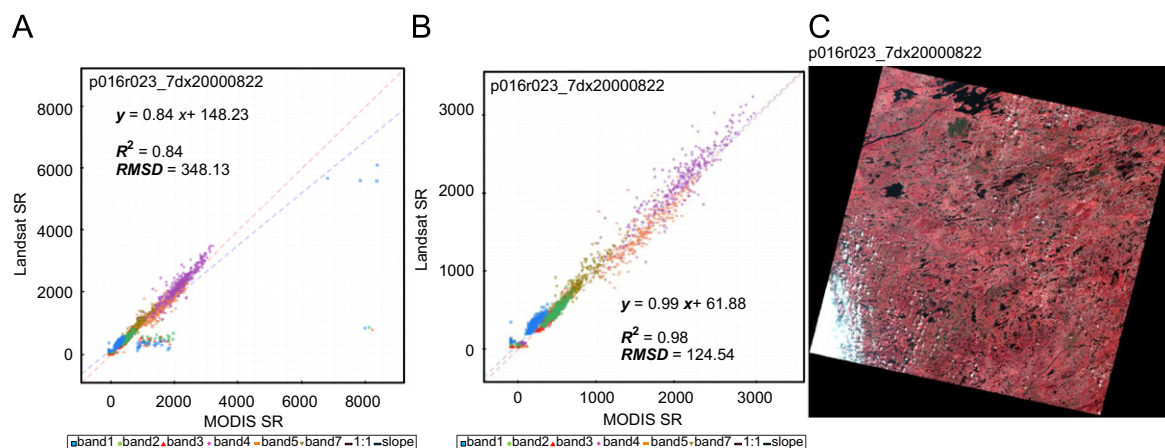 A
B
C
p016r023_7dx20000822
p016r023_7dx20000822
p016r023_7dx20000822
y = 0.84 x+ 148.23
R² = 0.84
RMSD = 348.13
Landsat SR
8000
6000
4000
2000
0
0
2000
4000
6000
8000
MODIS SR
band1 band2 band3 band4 band5 band7 1:1 slope
y = 0.99 x+ 61.88
R² = 0.98
RMSD = 124.54
Landsat SR
3000
2000
1000
0
0
1000
2000
3000
MODIS SR
band1 band2 band3 band4 band5 band7 1:1 slope